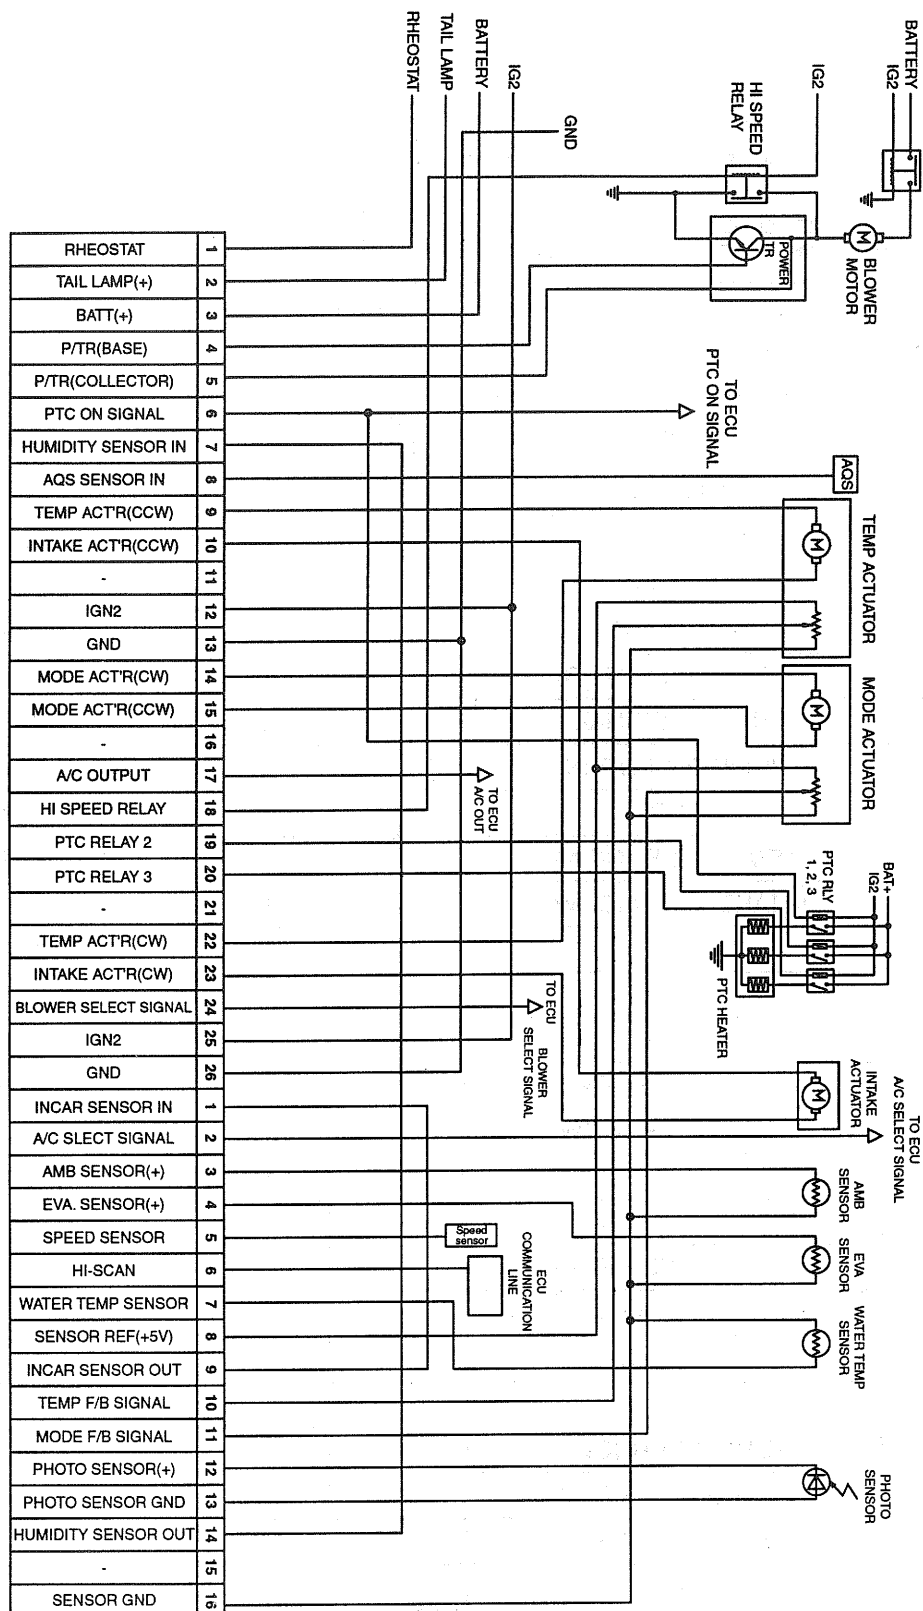 BATTERY
IG2
IG2
HI SPEED
RELAY
GND
IG2
BATTERY
TAIL LAMP
RHEOSTAT
M
BLOWER
MOTOR
POWER
TR
TO ECU
PTC ON SIGNAL
AQS
TEMP ACTUATOR
M
MODE ACTUATOR
M
TO ECU
A/C OUT
PTC RLY
1, 2, 3
BAT+
IG2
PTC HEATER
TO ECU
BLOWER
SELECT SIGNAL
INTAKE
ACTUATOR
M
TO ECU
A/C SELECT SIGNAL
AMB
SENSOR
EVA
SENSOR
WATER TEMP
SENSOR
Speed
sensor
ECU
COMMUNICATION
LINE
PHOTO
SENSOR
RHEOSTAT 1
TAIL LAMP(+) 2
BATT(+) 3
P/TR(BASE) 4
P/TR(COLLECTOR) 5
PTC ON SIGNAL 6
HUMIDITY SENSOR IN 7
AQS SENSOR IN 8
TEMP ACT'R(CCW) 9
INTAKE ACT'R(CCW) 10
- 11
IGN2 12
GND 13
MODE ACT'R(CW) 14
MODE ACT'R(CCW) 15
- 16
A/C OUTPUT 17
HI SPEED RELAY 18
PTC RELAY 2 19
PTC RELAY 3 20
- 21
TEMP ACT'R(CW) 22
INTAKE ACT'R(CW) 23
BLOWER SELECT SIGNAL 24
IGN2 25
GND 26
INCAR SENSOR IN 1
A/C SLECT SIGNAL 2
AMB SENSOR(+) 3
EVA. SENSOR(+) 4
SPEED SENSOR 5
HI-SCAN 6
WATER TEMP SENSOR 7
SENSOR REF(+5V) 8
INCAR SENSOR OUT 9
TEMP F/B SIGNAL 10
MODE F/B SIGNAL 11
PHOTO SENSOR(+) 12
PHOTO SENSOR GND 13
HUMIDITY SENSOR OUT 14
- 15
SENSOR GND 16